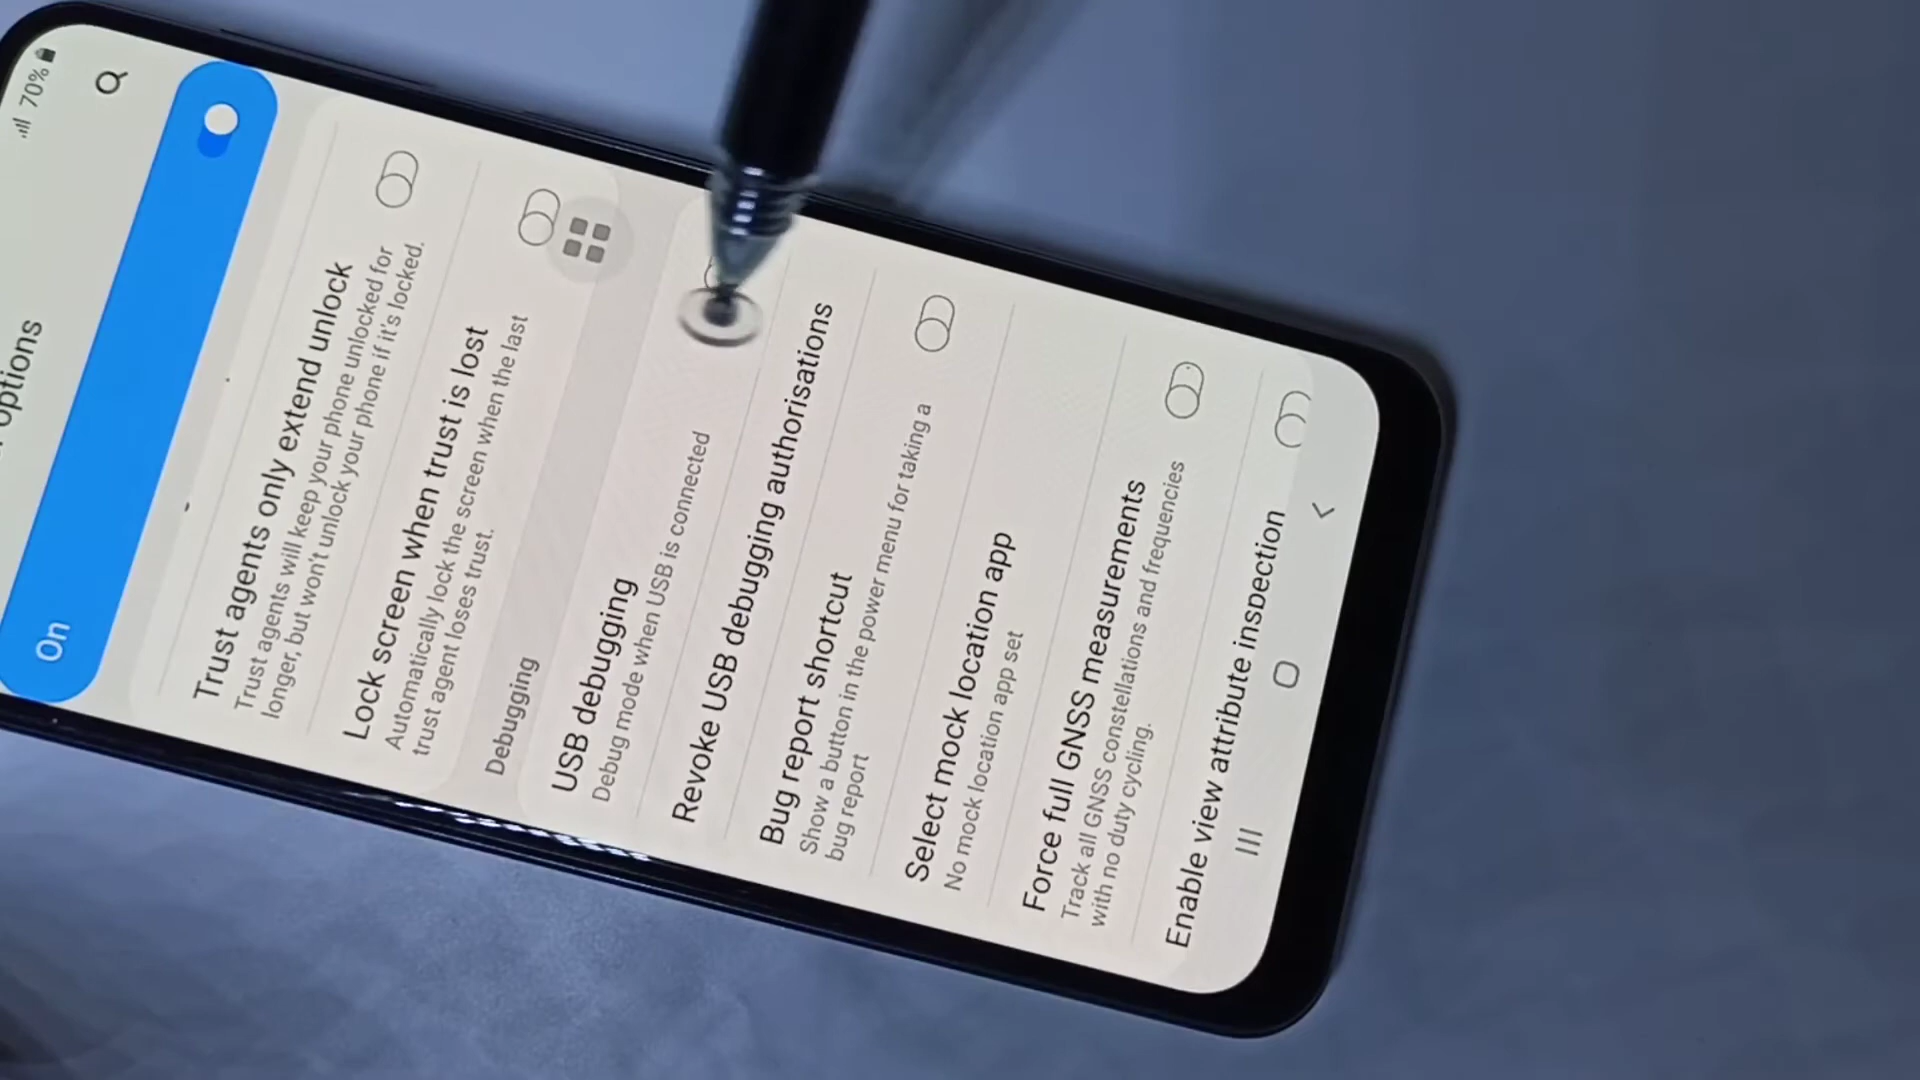 70%
options
On
Trust agents only extend unlock
Trust agents will keep your phone unlocked for
longer, but won't unlock your phone if it's locked.
Lock screen when trust is lost
Automatically lock the screen when the last
trust agent loses trust.
Debugging
USB debugging
Debug mode when USB is connected
Revoke USB debugging authorisations
Bug report shortcut
Show a button in the power menu for taking a
bug report
Select mock location app
No mock location app set
Force full GNSS measurements
Track all GNSS constellations and frequencies
with no duty cycling.
Enable view attribute inspection